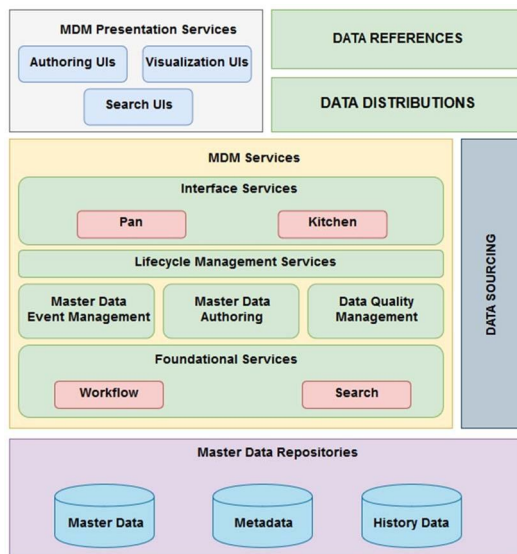 MDM Presentation Services
Authoring UIs
Visualization UIs
Search UIs
DATA REFERENCES
DATA DISTRIBUTIONS
MDM Services
Interface Services
Pan
Kitchen
Lifecycle Management Services
Master Data
Event Management
Master Data
Authoring
Data Quality
Management
Foundational Services
Workflow
Search
DATA SOURCING
Master Data Repositories
Master Data
Metadata
History Data